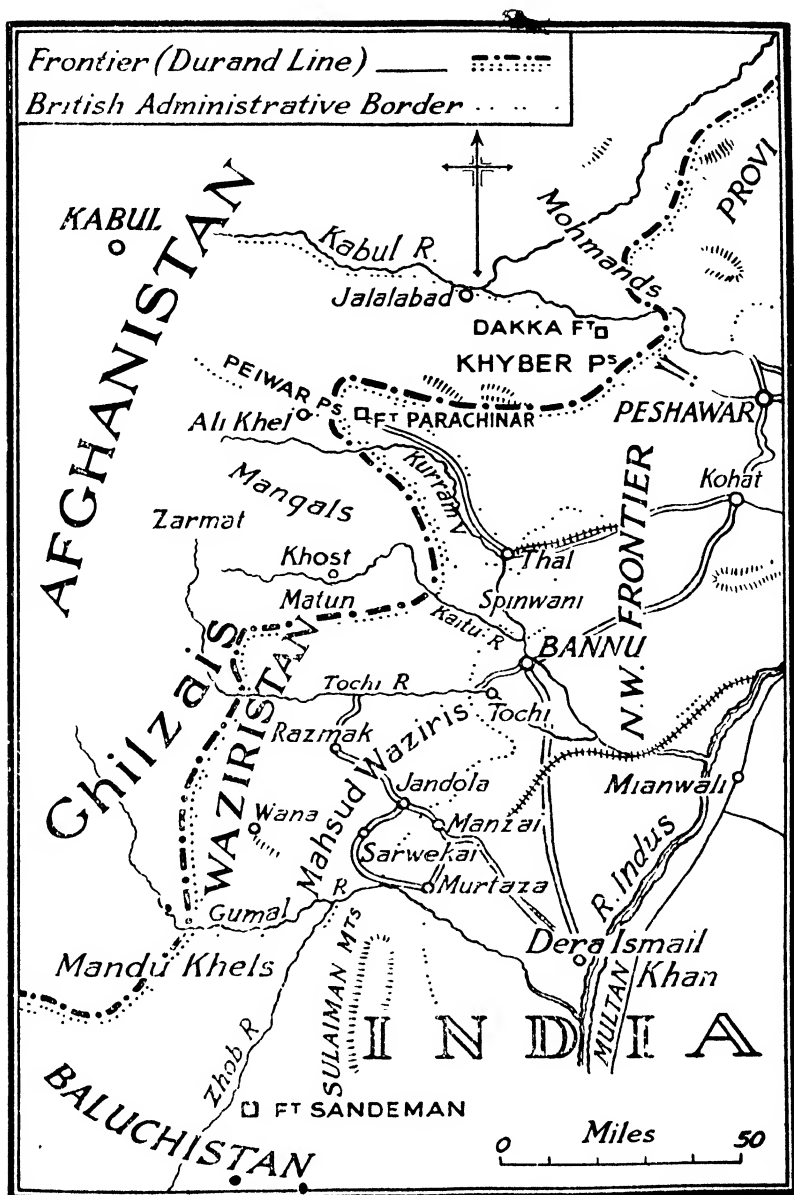 Frontier (Durand Line)
British Administrative Border
PROVI
Mohmands
KABUL
Kabul R.
Jalalabad
DAKKA FT
KHYBER PS
AFGHANISTAN
PEIWAR PS
FT PARACHINAR
PESHAWAR
Ali Khel
Kurram V
Mangals
Kohat
Zarmat
N.W. FRONTIER
Khost
Thal
Matun
Spinwani
Kaitu R
BANNU
Ghilzais
WAZIRISTAN
Tochi R
Tochi
Razmak
Mahsud Waziris
Jandola
Mianwali
Wana
Manzai
Sarwekai
R. Indus
Murtaza
Gumal R
Dera Ismail
Khan
Mandu Khels
SULAIMAN MTS
MULTAN
INDIA
Zhob R
BALUCHISTAN
FT SANDEMAN
Miles
0 50